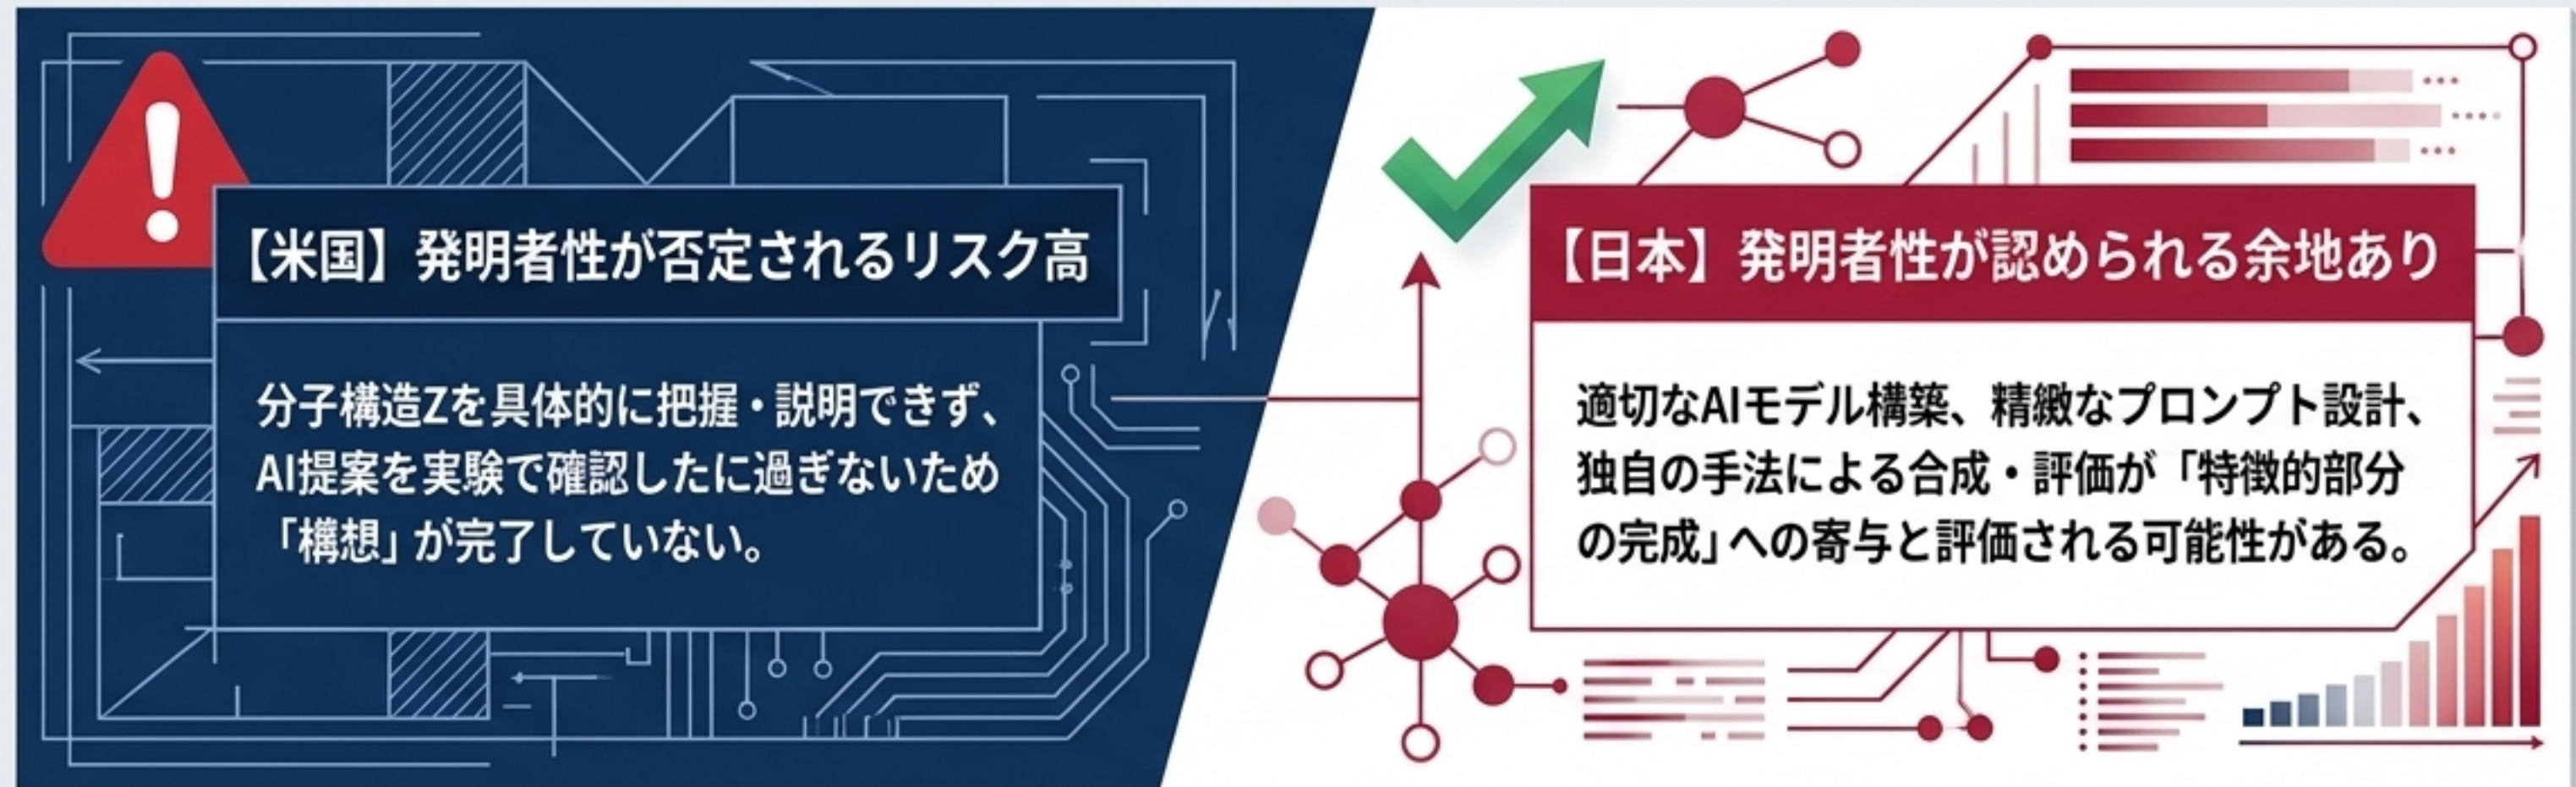 【米国】発明者性が否定されるリスク高
分子構造Zを具体的に把握・説明できず、
AI提案を実験で確認したに過ぎないため
「構想」が完了していない。
【日本】発明者性が認められる余地あり
適切なAIモデル構築、精緻なプロンプト設計、
独自の手法による合成・評価が「特徴的部分
の完成」への寄与と評価される可能性がある。